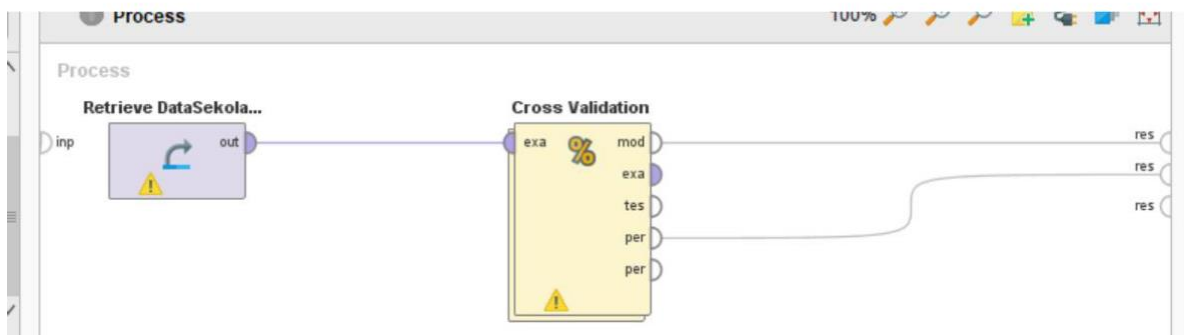 Process
100%
Process
Retrieve DataSekola...
Cross Validation
inp
out
exa
%
mod
res
exa
res
tes
res
per
per